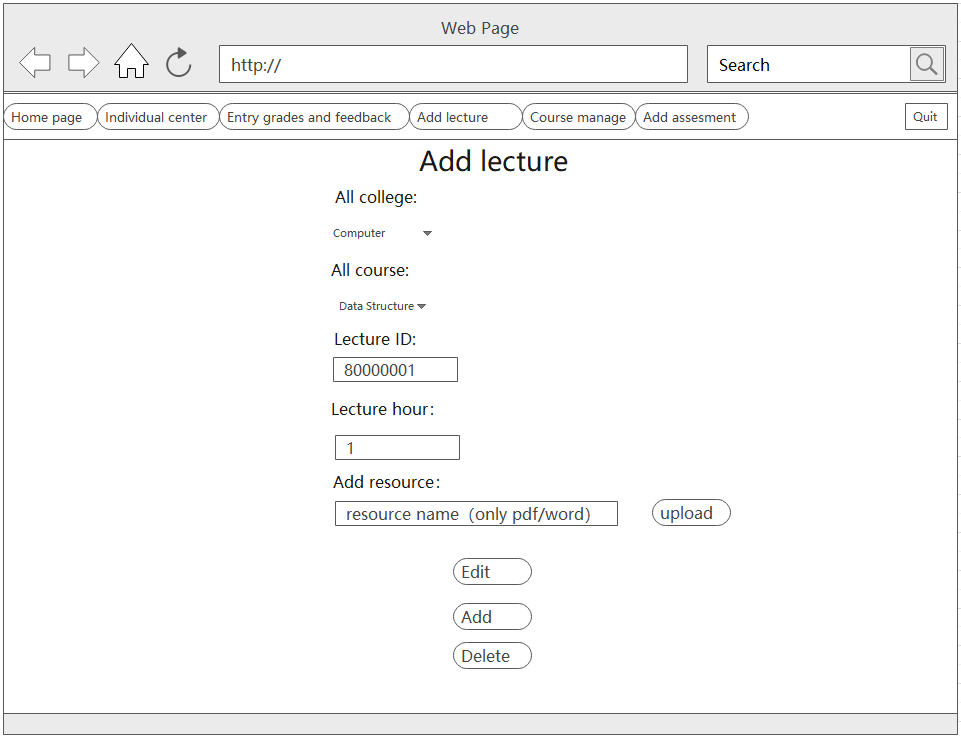 Web Page
http://
Search
Home page
Individual center
Entry grades and feedback
Add lecture
Course manage
Add assesment
Quit
Add lecture
All college:
Computer
All course:
Data Structure
Lecture ID:
80000001
Lecture hour：
1
Add resource：
resource name（only pdf/word）
upload
Edit
Add
Delete